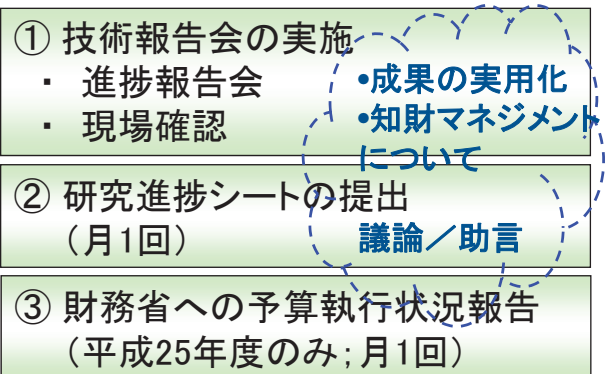 ① 技術報告会の実施
・ 進捗報告会
・ 現場確認
•成果の実用化
•知財マネジメント
について
議論／助言
② 研究進捗シートの提出
（月1回）
③ 財務省への予算執行状況報告
（平成25年度のみ；月1回）